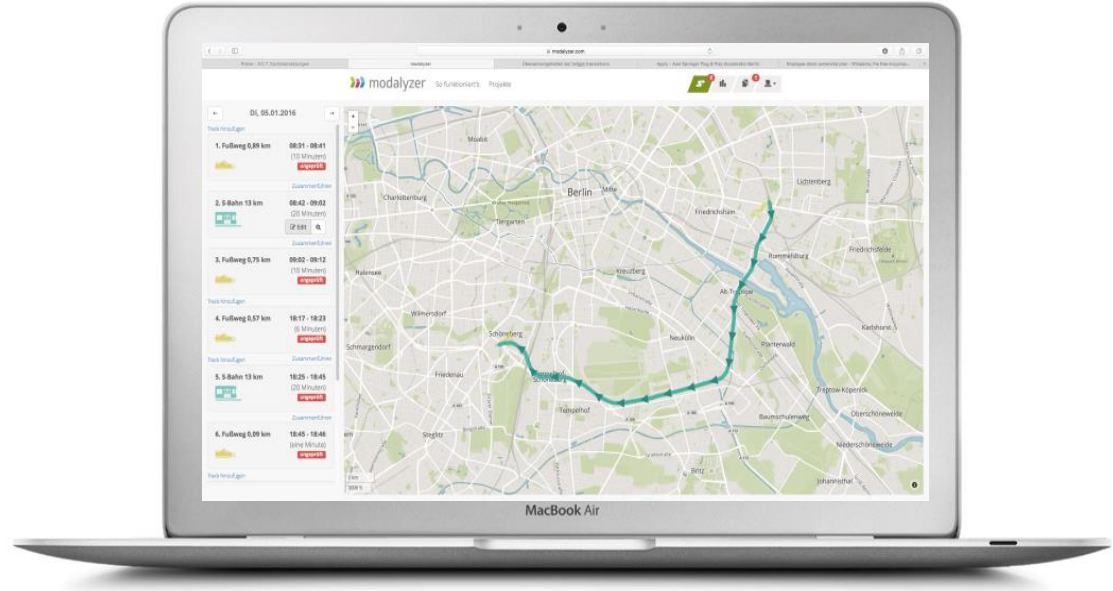 modalyzer.com
modalyzer
modalyzer So funktioniert's Projekte
Di, 05.01.2016
Track hinzufügen
1. Fußweg 0,89 km 08:31 - 08:41
(10 Minuten)
ungeprüft
Zusammenführen
2. S-Bahn 13 km 08:42 - 09:02
(20 Minuten)
Edit
Zusammenführen
3. Fußweg 0,75 km 09:02 - 09:12
(10 Minuten)
ungeprüft
Track hinzufügen
4. Fußweg 0,57 km 18:17 - 18:23
(6 Minuten)
ungeprüft
Track hinzufügen Zusammenführen
5. S-Bahn 13 km 18:25 - 18:45
(20 Minuten)
ungeprüft
Zusammenführen
6. Fußweg 0,09 km 18:45 - 18:46
(eine Minute)
ungeprüft
Track hinzufügen
Moabit
Lichtenberg
Berlin Mitte
Charlottenburg
Friedrichshain
Tiergarten
Friedrichsfelde
Rummelsburg
Kreuzberg
Halensee
Alt-Treptow
Wilmersdorf
Karlshorst
Schöneberg
Neukölln
Plänterwald
Schmargendorf
Friedenau
Treptow-Köpenick
Tempelhof
Baumschulenweg
Oberschöneweide
Steglitz
Niederschöneweide
Britz
Johannisthal
MacBook Air